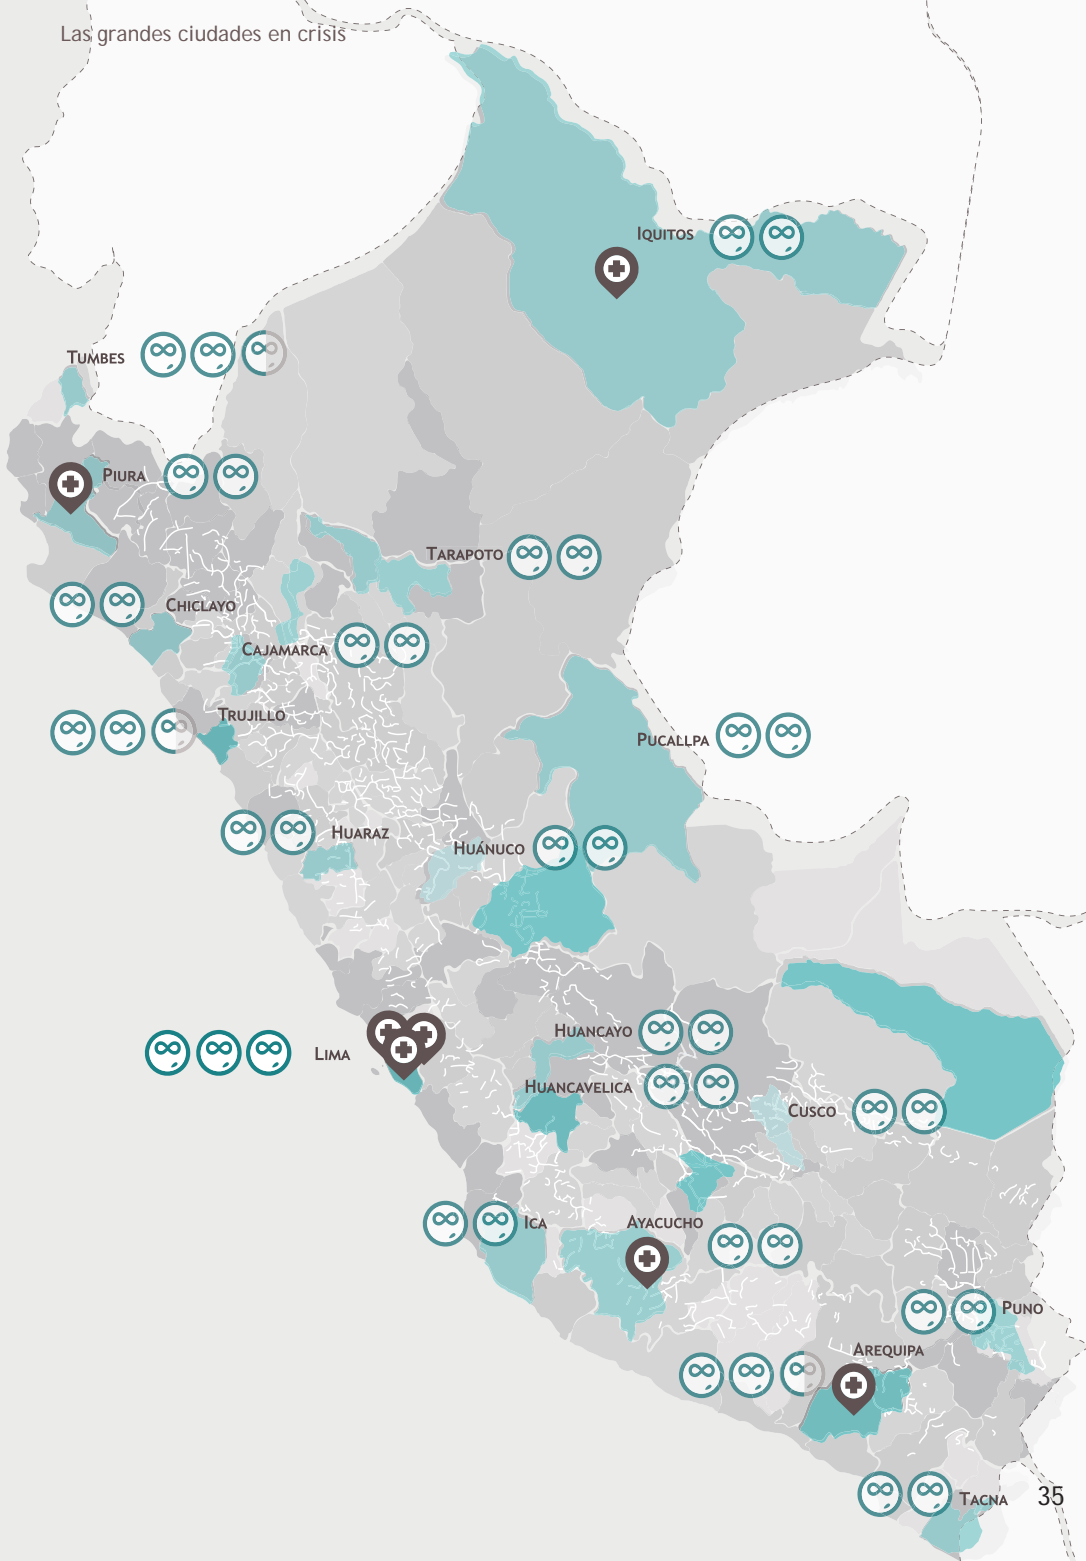 Las grandes ciudades en crisis
IQUITOS
TUMBES
PIURA
TARAPOTO
CHICLAYO
CAJAMARCA
TRUJILLO
PUCALLPA
HUARAZ
HUÁNUCO
HUANCAYO
LIMA
HUANCAVELICA
CUSCO
ICA
AYACUCHO
PUNO
AREQUIPA
TACNA
35